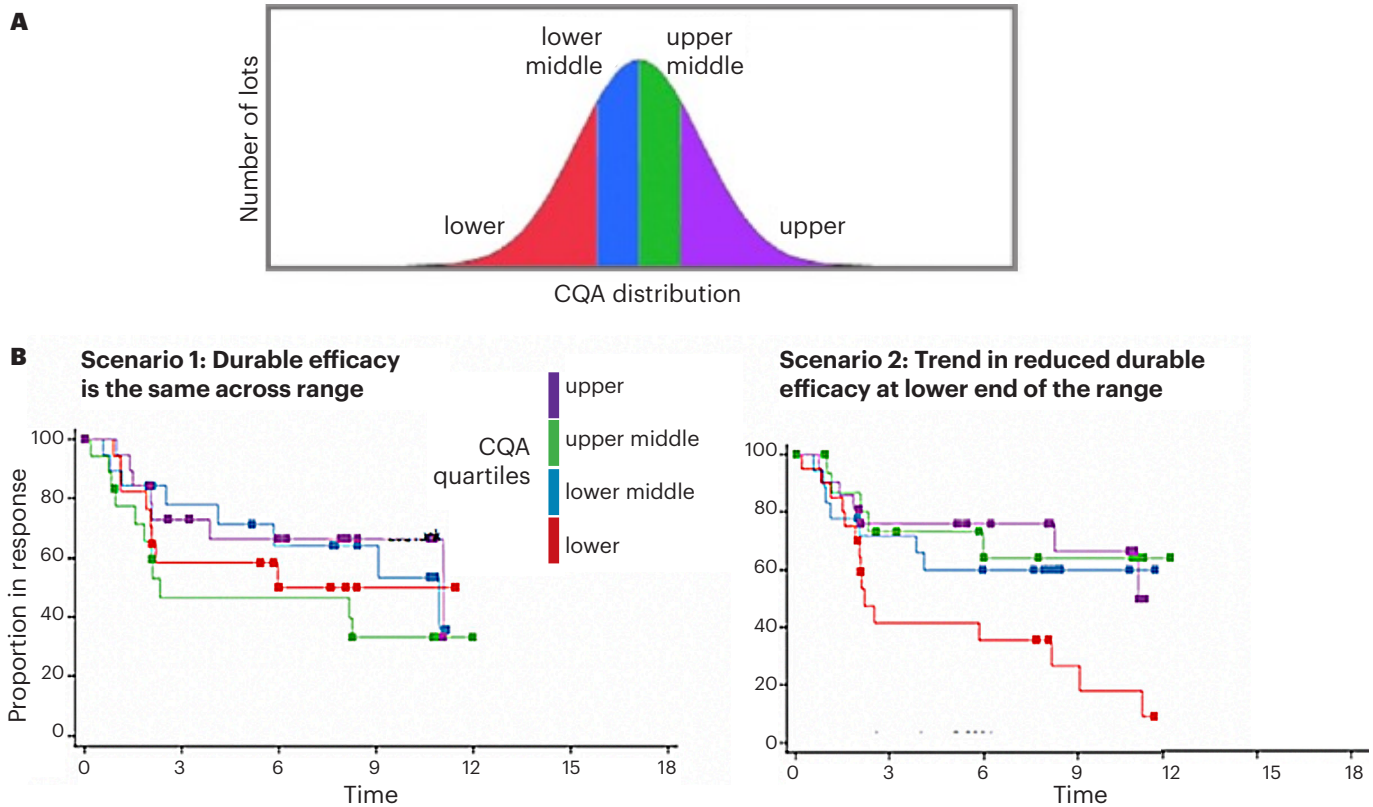 A
Number of lots
lower
middle
upper
middle
lower
upper
CQA distribution
B
Scenario 1: Durable efficacy
is the same across range
CQA
quartiles
upper
upper middle
lower middle
lower
Scenario 2: Trend in reduced durable
efficacy at lower end of the range
Proportion in response
100
80
60
40
20
0
0 3 6 9 12 15 18
Time
100
80
60
40
20
0
0 3 6 9 12 15 18
Time